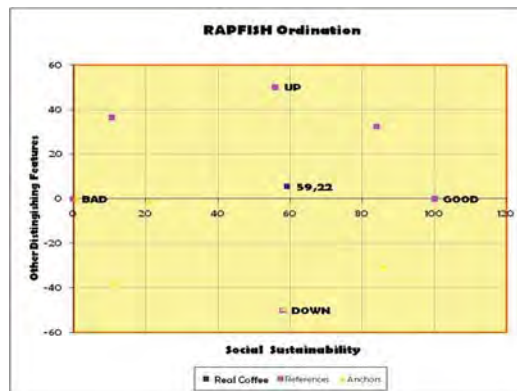 RAPFISH Ordination
60
UP
40
20
59,22
0
BAD
GOOD
0
20
40
60
80
100
120
-20
-40
DOWN
-60
Other Distingishing Features
Social Sustainability
Real Coffee
References
Anchors